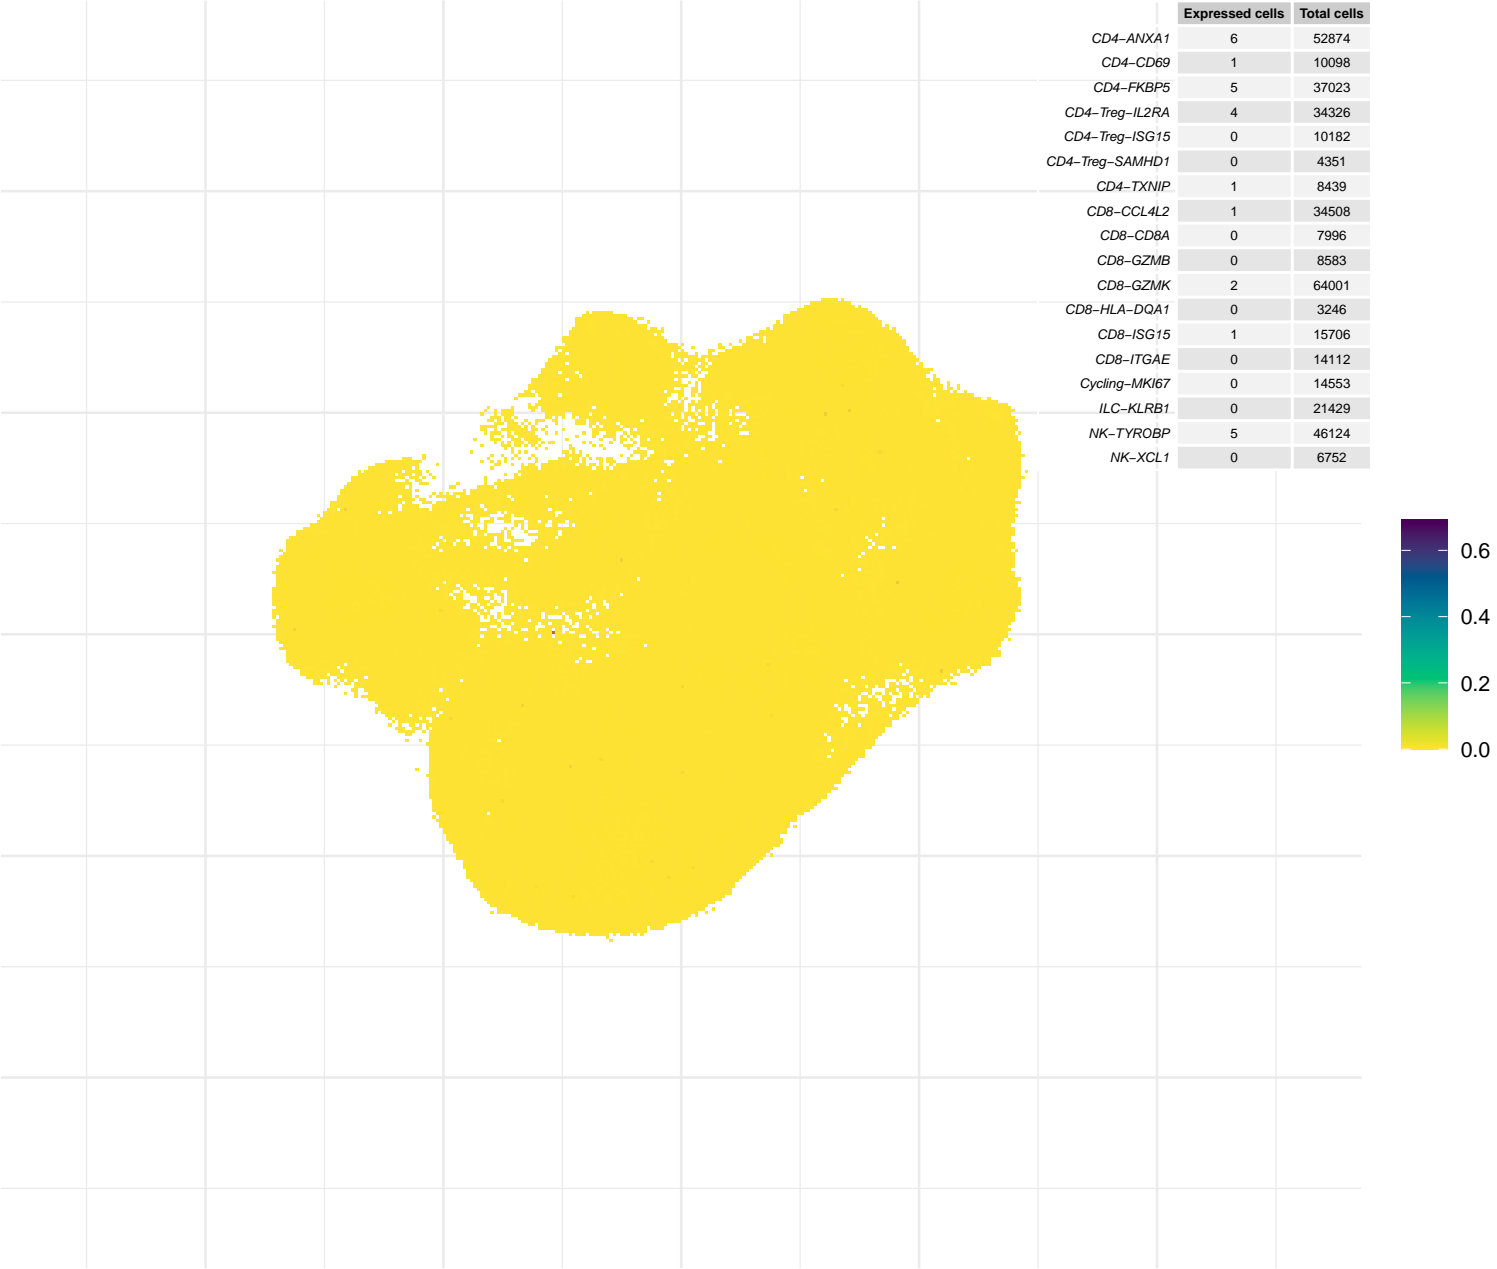 Expressed cells Total cells
CD4−ANXA1 6 52874
CD4−CD69 1 10098
CD4−FKBP5 5 37023
CD4−Treg−IL2RA 4 34326
CD4−Treg−ISG15 0 10182
CD4−Treg−SAMHD1 0 4351
CD4−TXNIP 1 8439
CD8−CCL4L2 1 34508
CD8−CD8A 0 7996
CD8−GZMB 0 8583
CD8−GZMK 2 64001
CD8−HLA−DQA1 0 3246
CD8−ISG15 1 15706
CD8−ITGAE 0 14112
Cycling−MKI67 0 14553
ILC−KLRB1 0 21429
NK−TYROBP 5 46124
NK−XCL1 0 6752
0.6
0.4
0.2
0.0